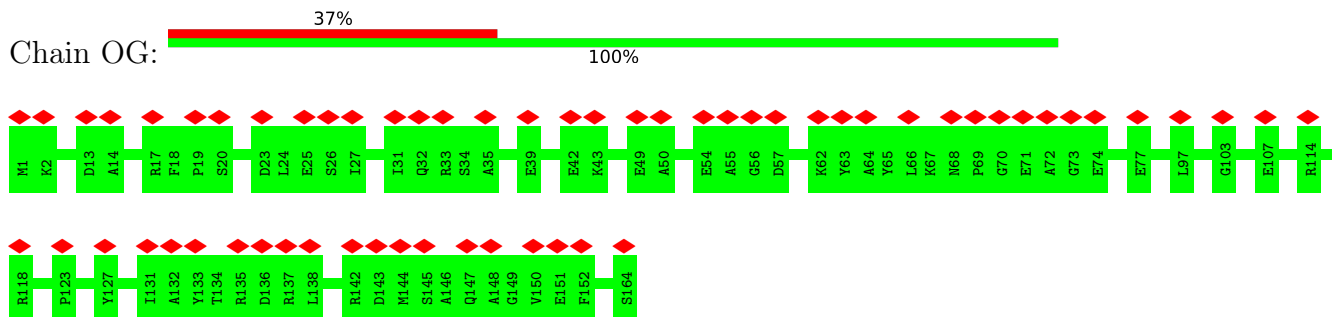 37%
Chain OG:
100%
M1 K2 D13 A14 R17 F18 P19 S20 D23 L24 E25 S26 I27 I31 Q32 R33 S34 A35 E39 E42 K43 E49 A50 E54 A55 G56 D57 K62 Y63 A64 Y65 L66 K67 N68 P69 G70 E71 A72 G73 E74 E77 L97 G103 E107 R114
R118 P123 Y127 I131 A132 Y133 T134 R135 D136 R137 L138 R142 D143 M144 S145 A146 Q147 A148 G149 V150 E151 F152 S164